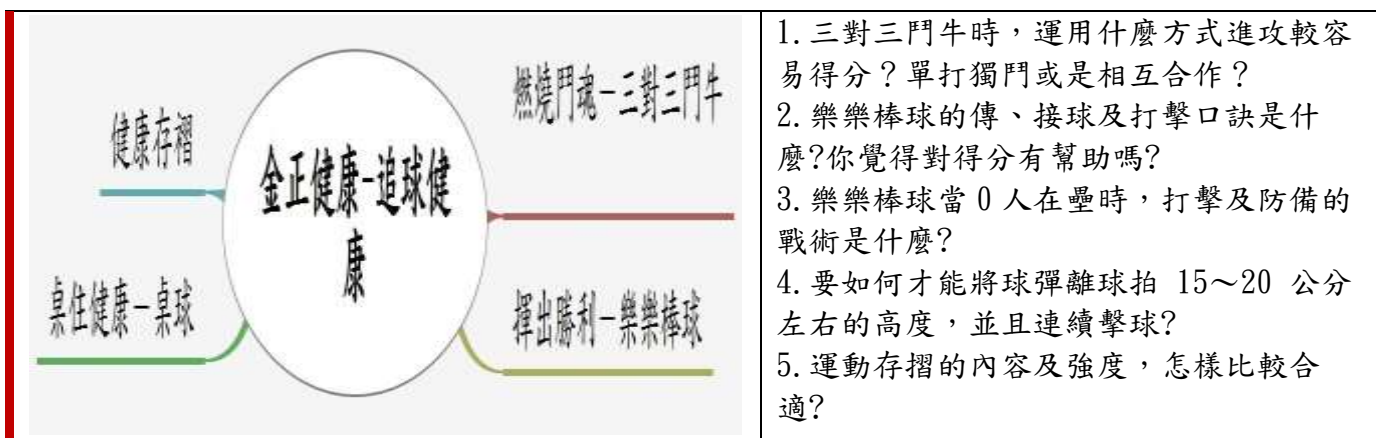 健康存褶
桌住健康－桌球
金正健康-追球健
康
燃燒鬥魂－三對三鬥牛
揮出勝利－樂樂棒球
1.三對三鬥牛時，運用什麼方式進攻較容
易得分？單打獨鬥或是相互合作？
2.樂樂棒球的傳、接球及打擊口訣是什
麼?你覺得對得分有幫助嗎?
3.樂樂棒球當 0 人在壘時，打擊及防備的
戰術是什麼?
4.要如何才能將球彈離球拍 15～20 公分
左右的高度，並且連續擊球?
5.運動存摺的內容及強度，怎樣比較合
適?